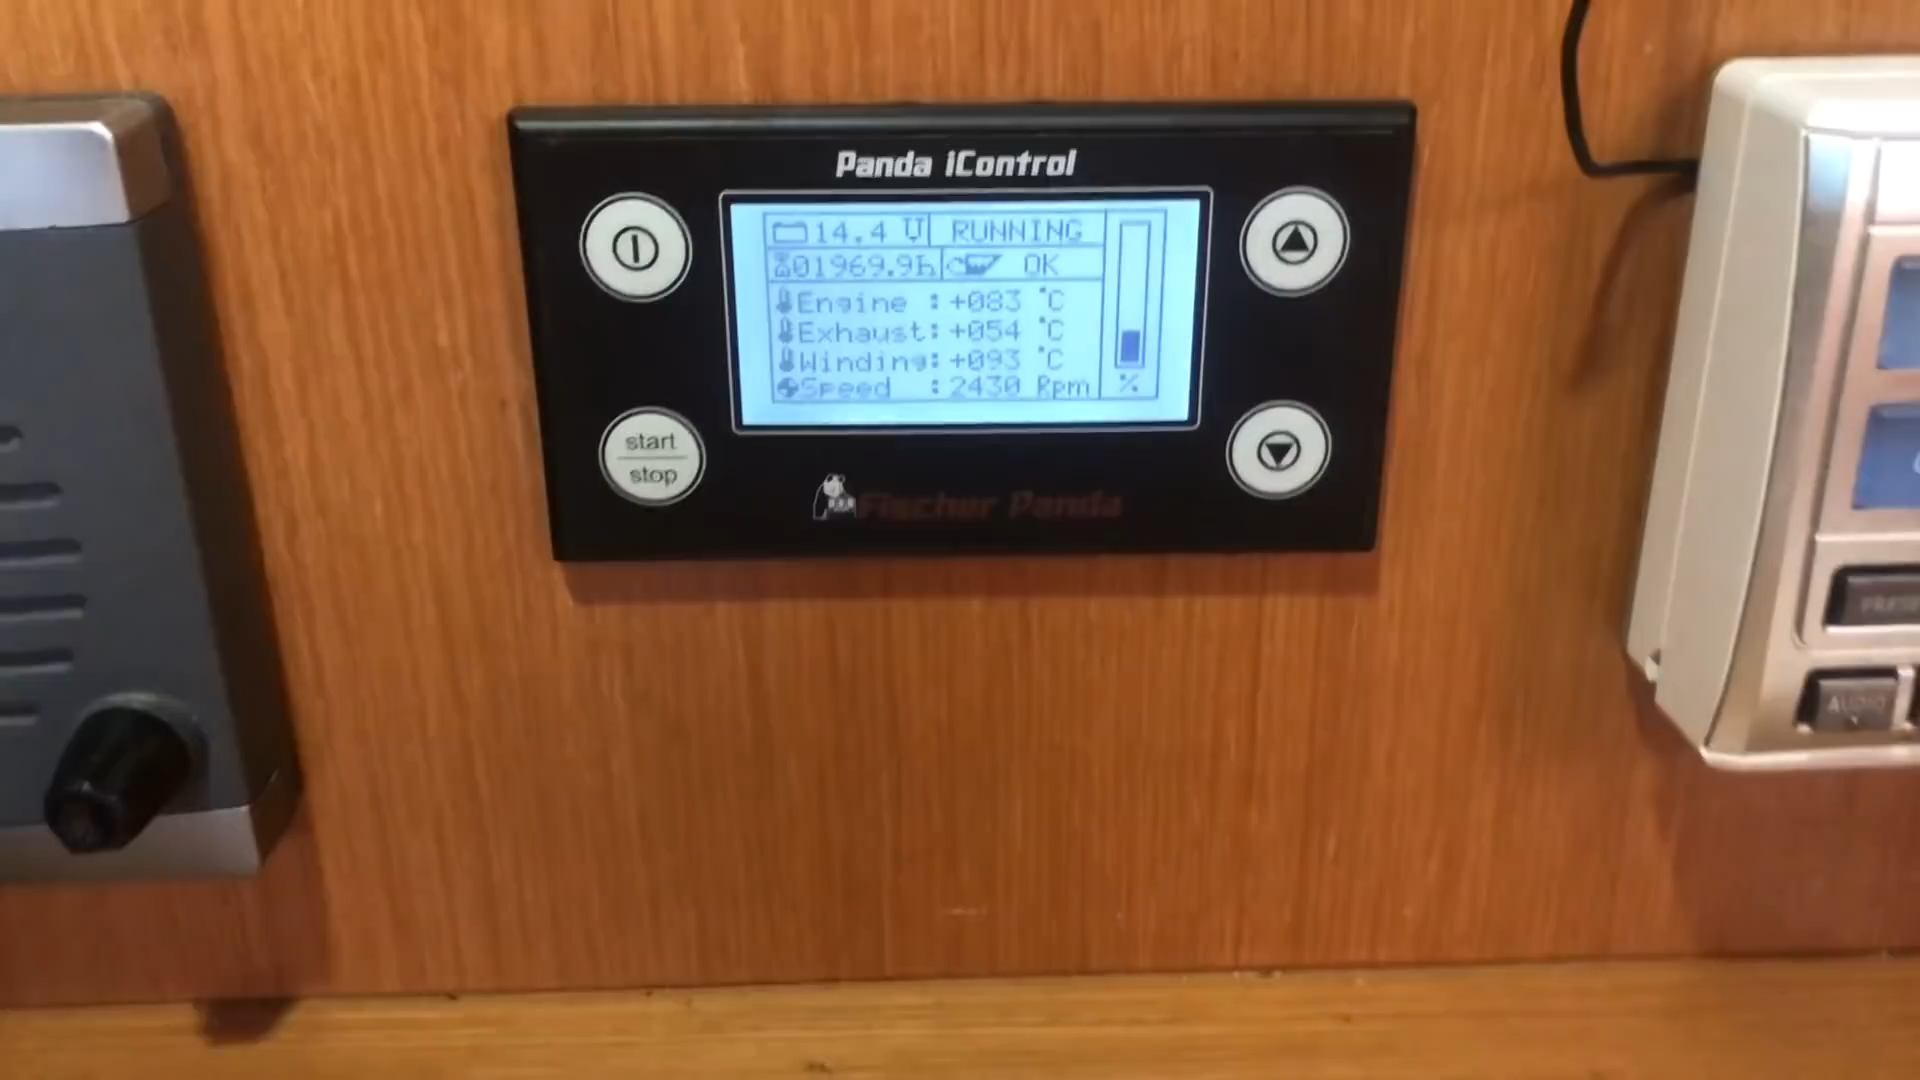 Panda iControl
14.4 V RUNNING
01969.9h OK
Engine : +083 °C
Exhaust: +054 °C
Winding: +093 °C
Speed : 2430 Rpm %
start
stop
Fischer Panda
AUDIO